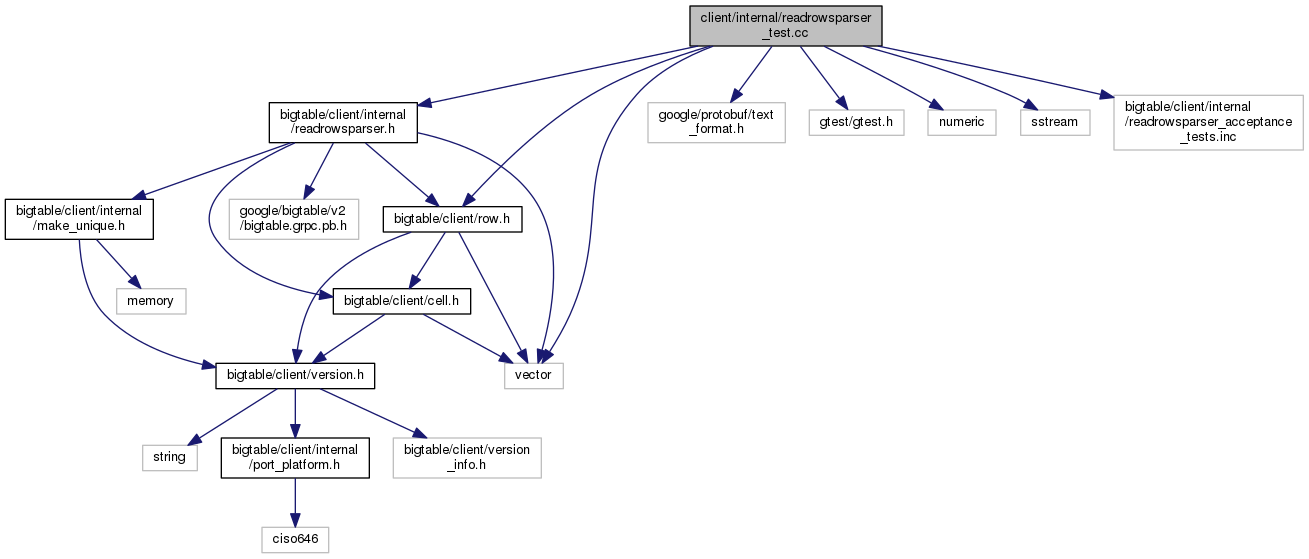 client/internal/readrowsparser
_test.cc
bigtable/client/internal
/readrowsparser.h
google/protobuf/text
_format.h
gtest/gtest.h
numeric
sstream
bigtable/client/internal
/readrowsparser_acceptance
_tests.inc
bigtable/client/internal
/make_unique.h
google/bigtable/v2
/bigtable.grpc.pb.h
bigtable/client/row.h
memory
bigtable/client/cell.h
bigtable/client/version.h
vector
string
bigtable/client/internal
/port_platform.h
bigtable/client/version
_info.h
ciso646